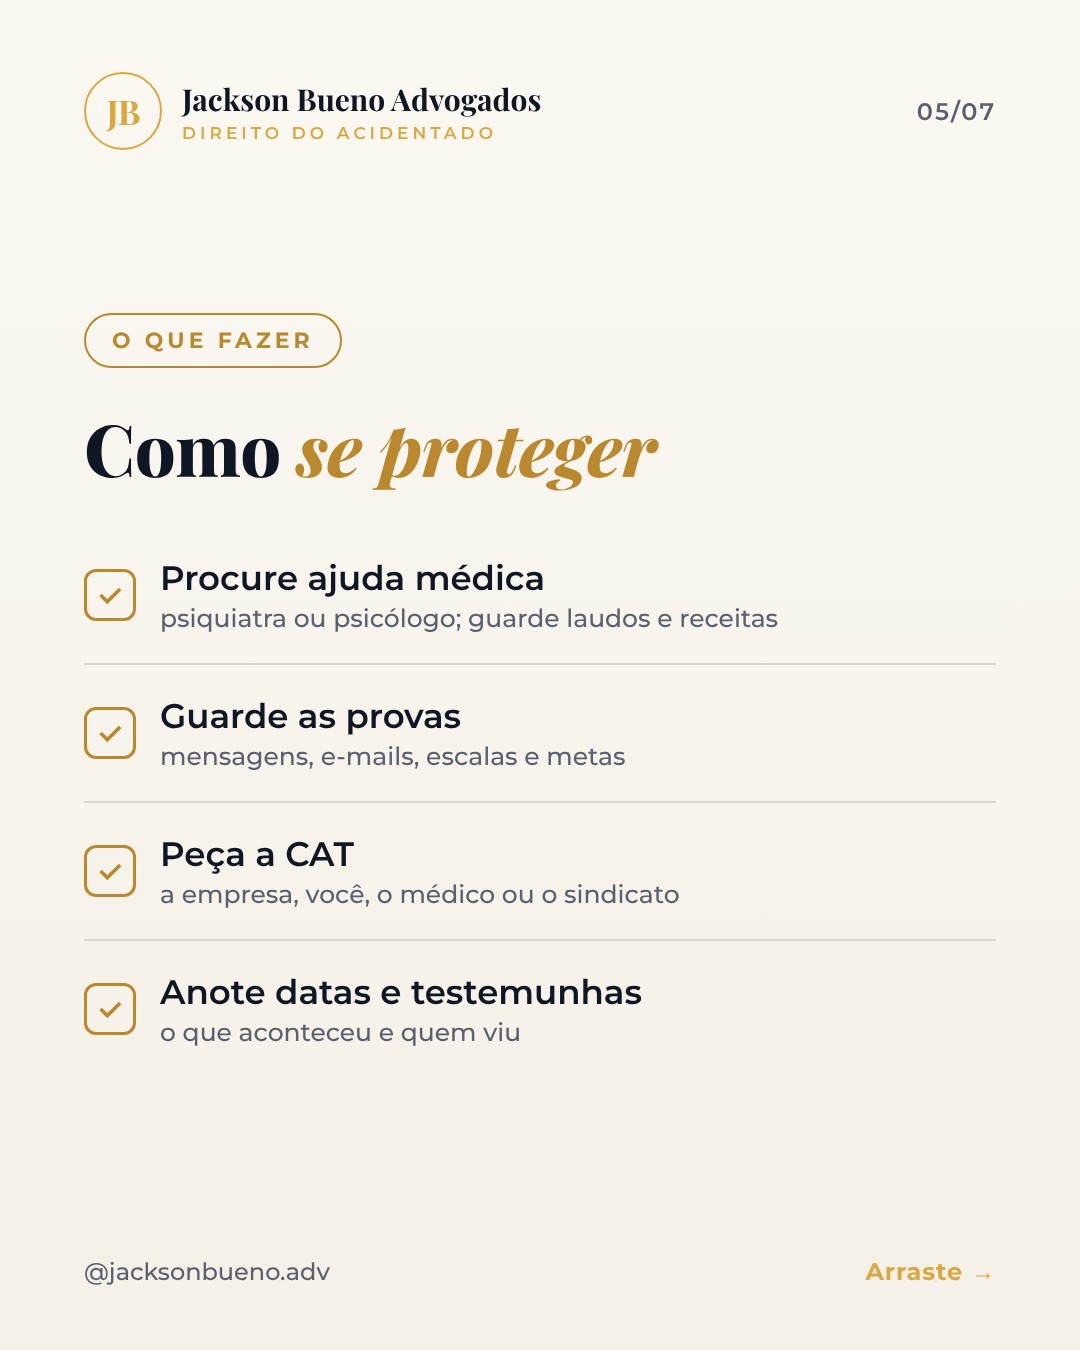 JB
Jackson Bueno Advogados
DIREITO DO ACIDENTADO
05/07
O QUE FAZER
Como se proteger
Procure ajuda médica
psiquiatra ou psicólogo; guarde laudos e receitas
Guarde as provas
mensagens, e-mails, escalas e metas
Peça a CAT
a empresa, você, o médico ou o sindicato
Anote datas e testemunhas
o que aconteceu e quem viu
@jacksonbueno.adv
Arraste →